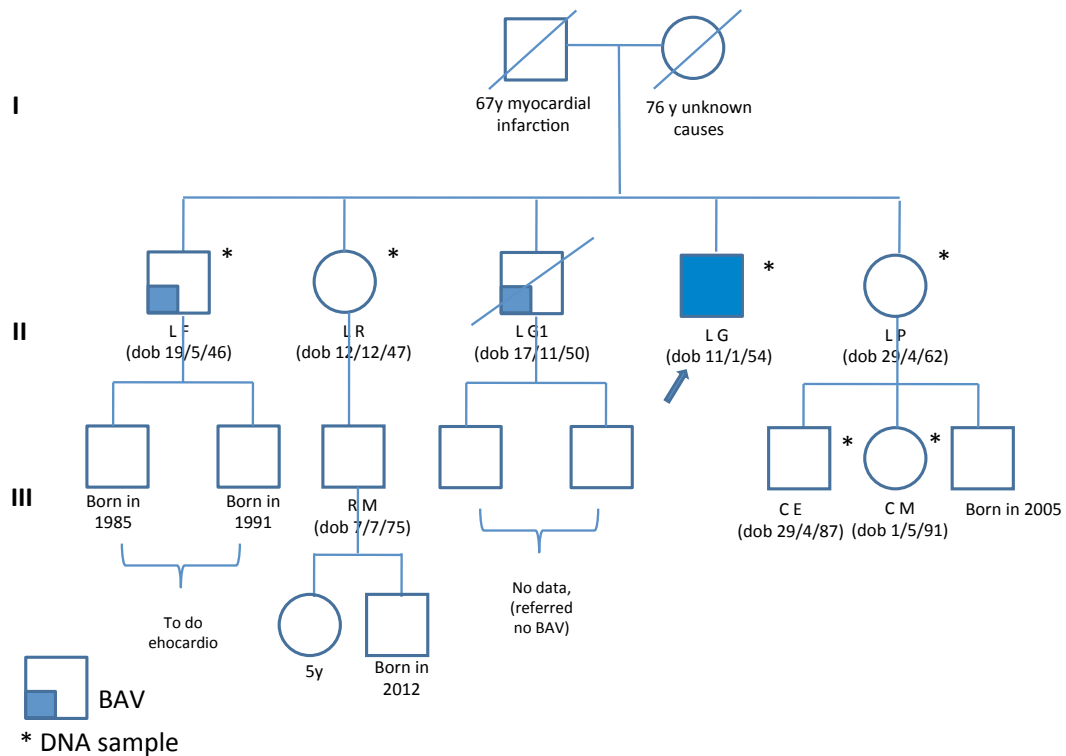 I
67y myocardial
infarction
76 y unknown
causes
*
*
*
*
II
L F
(dob 19/5/46)
L R
(dob 12/12/47)
L G1
(dob 17/11/50)
L G
(dob 11/1/54)
L P
(dob 29/4/62)
*
*
III
Born in
1985
Born in
1991
R M
(dob 7/7/75)
C E
(dob 29/4/87)
C M
(dob 1/5/91)
Born in 2005
To do
ehocardio
No data,
(referred
no BAV)
5y
Born in
2012
BAV
* DNA sample